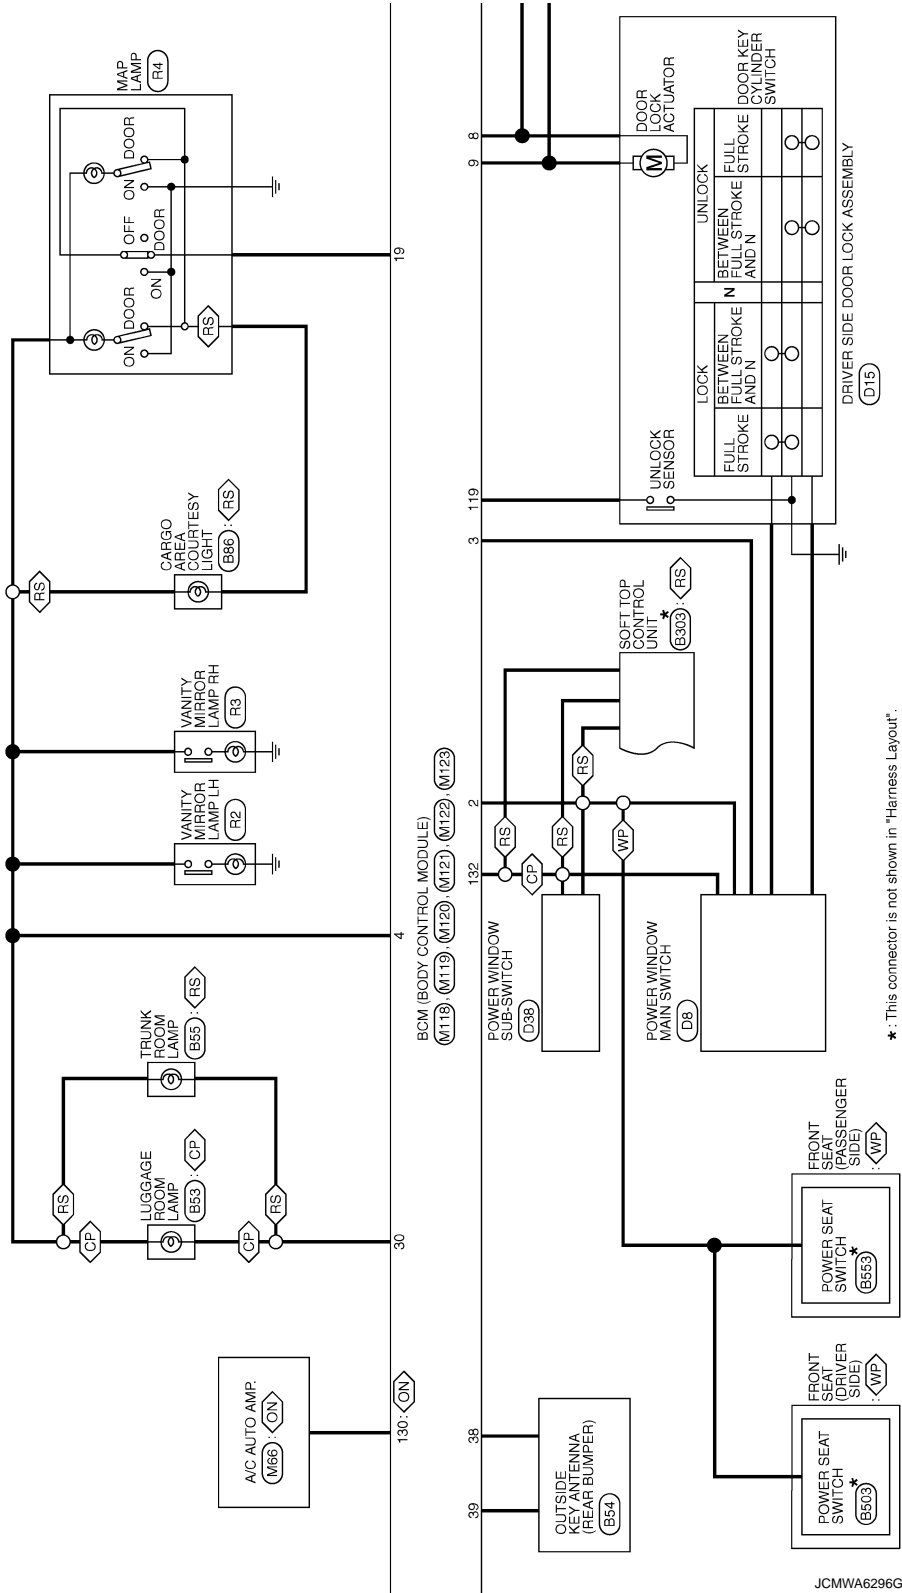 A/C AUTO AMP.
M66 : ON
130 : ON
LUGGAGE
ROOM
LAMP
B53 : CP
CP
CP
30
TRUNK
ROOM
LAMP
B55 : RS
RS
RS
4
VANITY
MIRROR
LAMP LH
R2
VANITY
MIRROR
LAMP RH
R3
CARGO
AREA
COURTESY
LIGHT
B86 : RS
RS
MAP
LAMP
R4
ON
DOOR
ON
OFF
DOOR
ON
DOOR
RS
19
BCM (BODY CONTROL MODULE)
M118 , M119 , M120 , M121 , M122 , M123
39
38
132
2
3
119
9
8
OUTSIDE
KEY ANTENNA
(REAR BUMPER)
B54
POWER WINDOW
SUB-SWITCH
D38
CP
RS
RS
RS
WP
SOFT TOP
CONTROL
UNIT *
B303 : RS
POWER WINDOW
MAIN SWITCH
D8
UNLOCK
SENSOR
DOOR
LOCK
ACTUATOR
M
LOCK
N
UNLOCK
FULL
STROKE
BETWEEN
FULL STROKE
AND N
BETWEEN
FULL STROKE
AND N
FULL
STROKE
DOOR KEY
CYLINDER
SWITCH
DRIVER SIDE DOOR LOCK ASSEMBLY
D15
FRONT
SEAT
(DRIVER
SIDE)
: WP
POWER SEAT
SWITCH *
B503
FRONT
SEAT
(PASSENGER
SIDE)
: WP
POWER SEAT
SWITCH *
B553
* : This connector is not shown in "Harness Layout".
JCMWA6296G